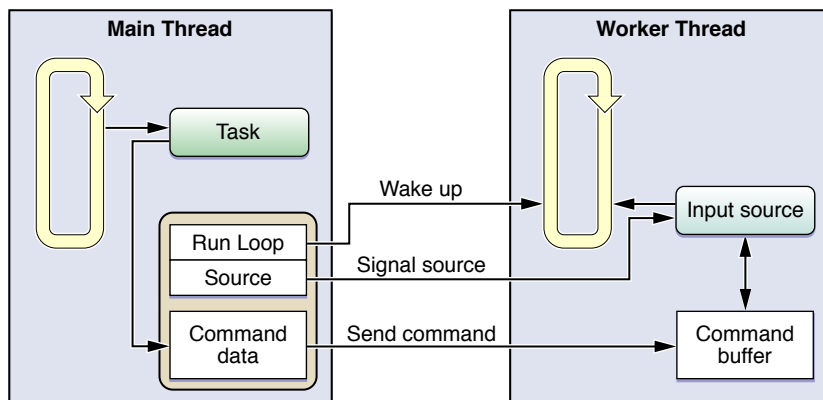 Main Thread
Worker Thread
Task
Wake up
Run Loop
Input source
Source
Signal source
Command
data
Send command
Command
buffer